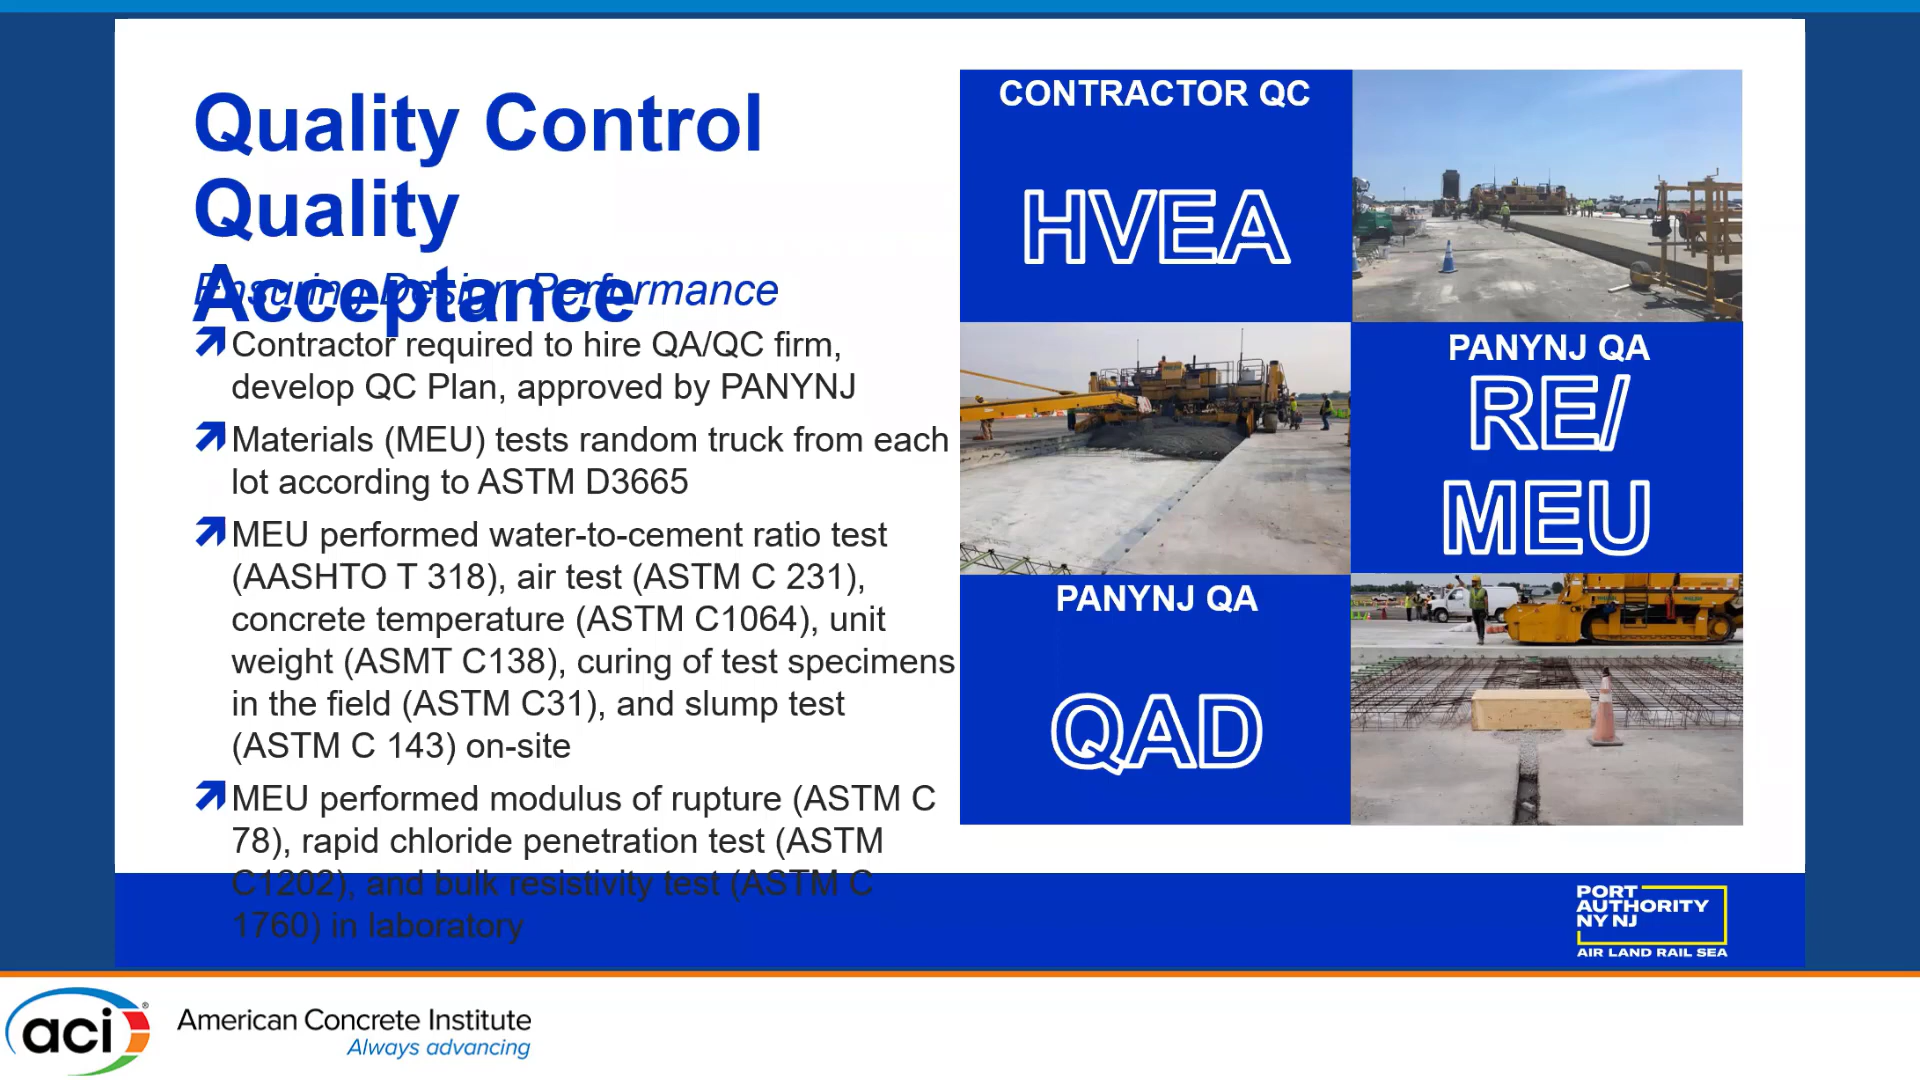 Quality Control
Quality
Acceptance
Ensuring Design Performance
Contractor required to hire QA/QC firm,
develop QC Plan, approved by PANYNJ
Materials (MEU) tests random truck from each
lot according to ASTM D3665
MEU performed water-to-cement ratio test
(AASHTO T 318), air test (ASTM C 231),
concrete temperature (ASTM C1064), unit
weight (ASMT C138), curing of test specimens
in the field (ASTM C31), and slump test
(ASTM C 143) on-site
MEU performed modulus of rupture (ASTM C
78), rapid chloride penetration test (ASTM
C1202), and bulk resistivity test (ASTM C
1760) in laboratory
CONTRACTOR QC
HVEA
PANYNJ QA
RE/
MEU
PANYNJ QA
QAD
PORT
AUTHORITY
NY NJ
AIR LAND RAIL SEA
aci
®
American Concrete Institute
Always advancing